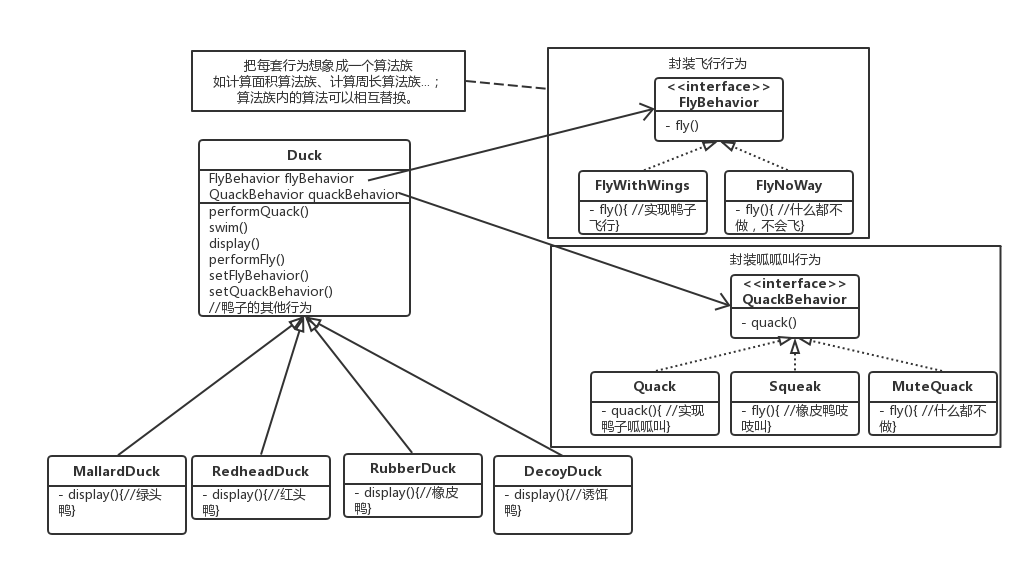 把每套行为想象成一个算法族
如计算面积算法族、计算周长算法族...；
算法族内的算法可以相互替换。
封装飞行行为
<<interface>>
FlyBehavior
- fly()
FlyWithWings
- fly(){ //实现鸭子
飞行}
FlyNoWay
- fly(){ //什么都不
做，不会飞}
Duck
FlyBehavior flyBehavior
QuackBehavior quackBehavior
performQuack()
swim()
display()
performFly()
setFlyBehavior()
setQuackBehavior()
//鸭子的其他行为
封装呱呱叫行为
<<interface>>
QuackBehavior
- quack()
Quack
- quack(){ //实现
鸭子呱呱叫}
Squeak
- fly(){ //橡皮鸭吱
吱叫}
MuteQuack
- fly(){ //什么都不
做}
MallardDuck
- display(){//绿头
鸭}
RedheadDuck
- display(){//红头
鸭}
RubberDuck
- display(){//橡皮
鸭}
DecoyDuck
- display(){//诱饵
鸭}